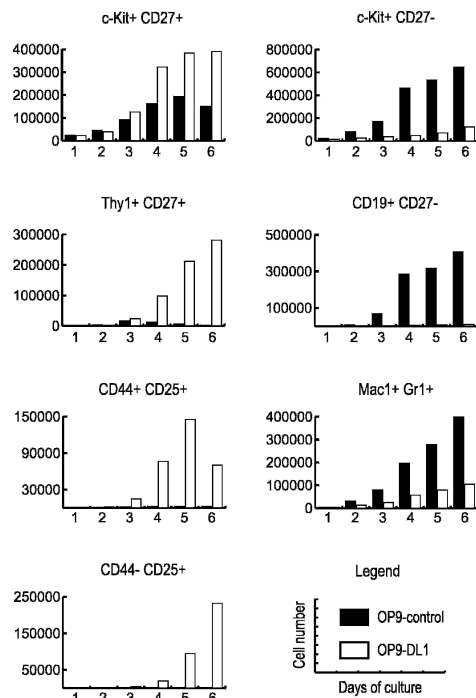 c-Kit+ CD27+
400000
300000
200000
100000
0
1 2 3 4 5 6
c-Kit+ CD27-
800000
600000
400000
200000
0
1 2 3 4 5 6
Thy1+ CD27+
300000
200000
100000
0
1 2 3 4 5 6
CD19+ CD27-
500000
300000
100000
1 2 3 4 5 6
CD44+ CD25+
150000
90000
30000
1 2 3 4 5 6
Mac1+ Gr1+
400000
300000
200000
100000
0
1 2 3 4 5 6
CD44- CD25+
250000
150000
50000
1 2 3 4 5 6
Legend
Cell number
OP9-control
OP9-DL1
Days of culture